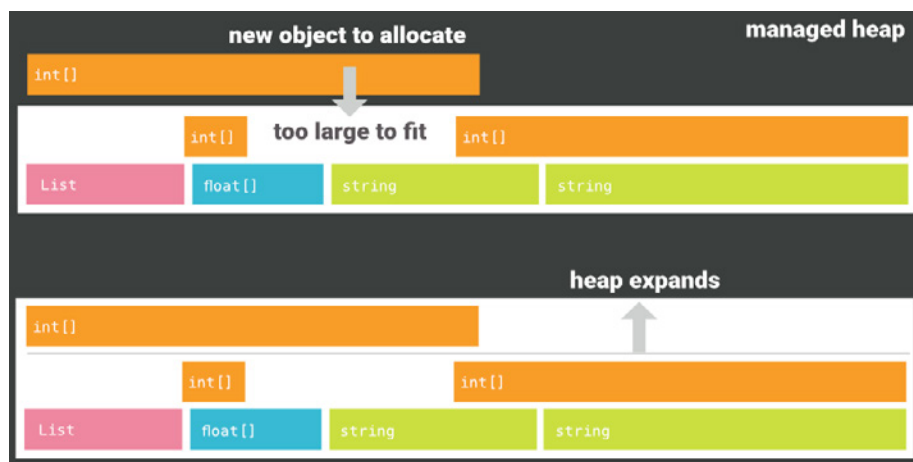 new object to allocate
managed heap
int[]
int[]
too large to fit
int[]
List
float[]
string
string
heap expands
int[]
int[]
int[]
List
float[]
string
string